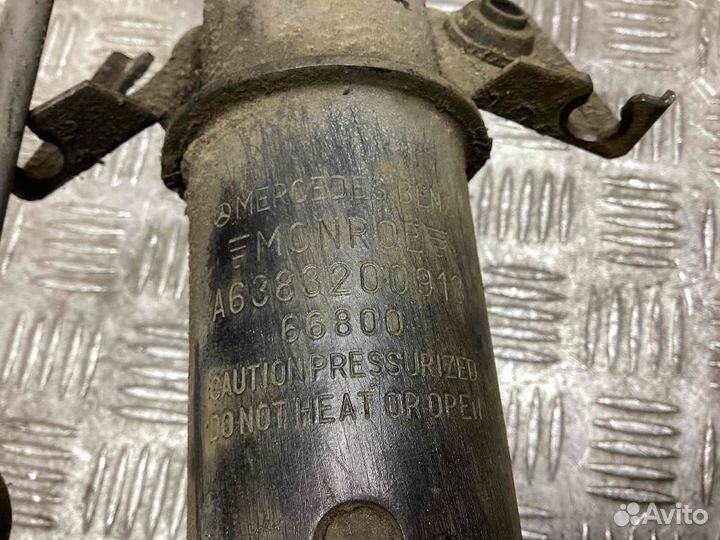 MERCEDES BENZ
MONROE
A6383200913
66800
CAUTION PRESSURIZED
DO NOT HEAT OR OPEN
Avito